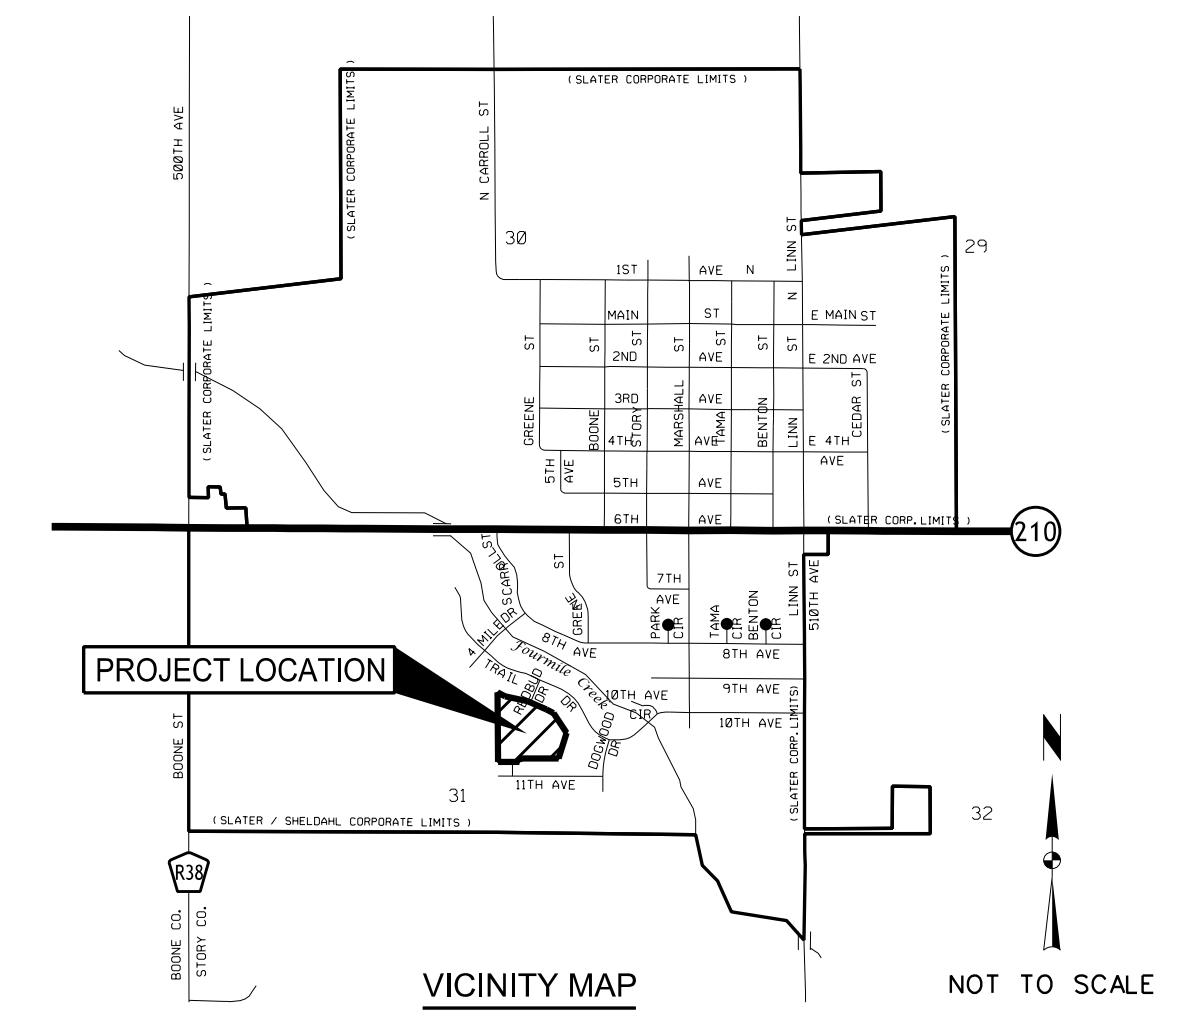 ( SLATER CORPORATE LIMITS )
( SLATER CORPORATE LIMITS )
500TH AVE
N CARROLL ST
30
29
N LINN ST
1ST AVE N
MAIN ST
E MAIN ST
2ND AVE
E 2ND AVE
3RD AVE
4TH AVE
E 4TH AVE
5TH AVE
5TH AVE
6TH AVE
GREENE ST
BOONE ST
STORY ST
MARSHALL ST
TAMA ST
BENTON ST
LINN ST
CEDAR ST
( SLATER CORPORATE LIMITS )
( SLATER CORPORATE LIMITS )
( SLATER CORP. LIMITS )
210
SCARR
GREENE ST
7TH AVE
PARK CIR
TAMA CIR
BENTON CIR
LINN ST
510TH AVE
4 MILE DR
8TH AVE
8TH AVE
Fourmile Creek
PROJECT LOCATION
TRAIL DR
REDBUD DR
10TH AVE CIR
9TH AVE
10TH AVE
DOGWOOD DR
11TH AVE
BOONE ST
31
32
( SLATER CORP. LIMITS)
( SLATER / SHELDAHL CORPORATE LIMITS )
R38
BOONE CO.
STORY CO.
N
VICINITY MAP
NOT TO SCALE